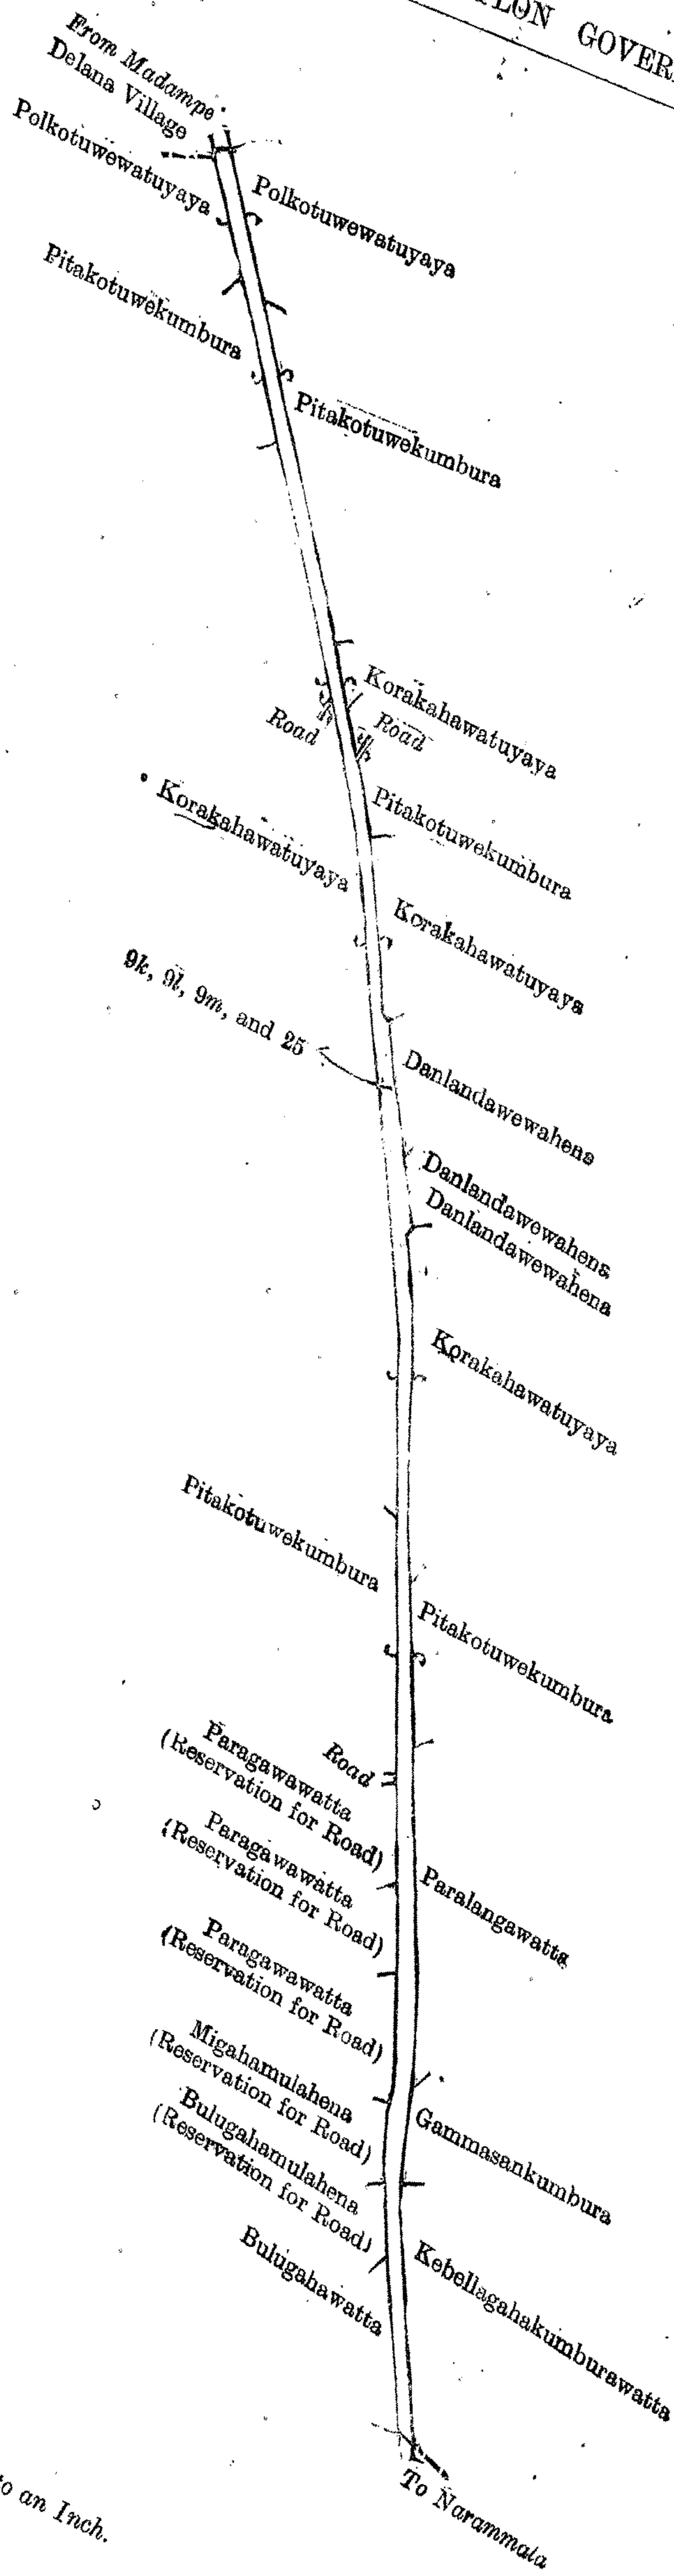 GOVER
From Madampe
Delana Village
Polkotuwewatuyaya
Polkotuwewatuyaya
Pitakotuwekumbura
Pitakotuwekumbura
Korakahawatuyaya
Road
Road
Pitakotuwekumbura
Korakahawatuyaya
Korakahawatuyaya
9k, 9l, 9m, and 25
Danlandawewahena
Danlandawewahena
Danlandawewahena
Korakahawatuyaya
Pitakotuwekumbura
Pitakotuwekumbura
Road
Paragawawatta
(Reservation for Road)
Paragawawatta
(Reservation for Road)
Paralangawatta
Paragawawatta
(Reservation for Road)
Migahamulahena
(Reservation for Road)
Gammasankumbura
Bulugahamulahena
(Reservation for Road)
Bulugahawatta
Kebellagahakumburawatta
To Narammala
to an Inch.